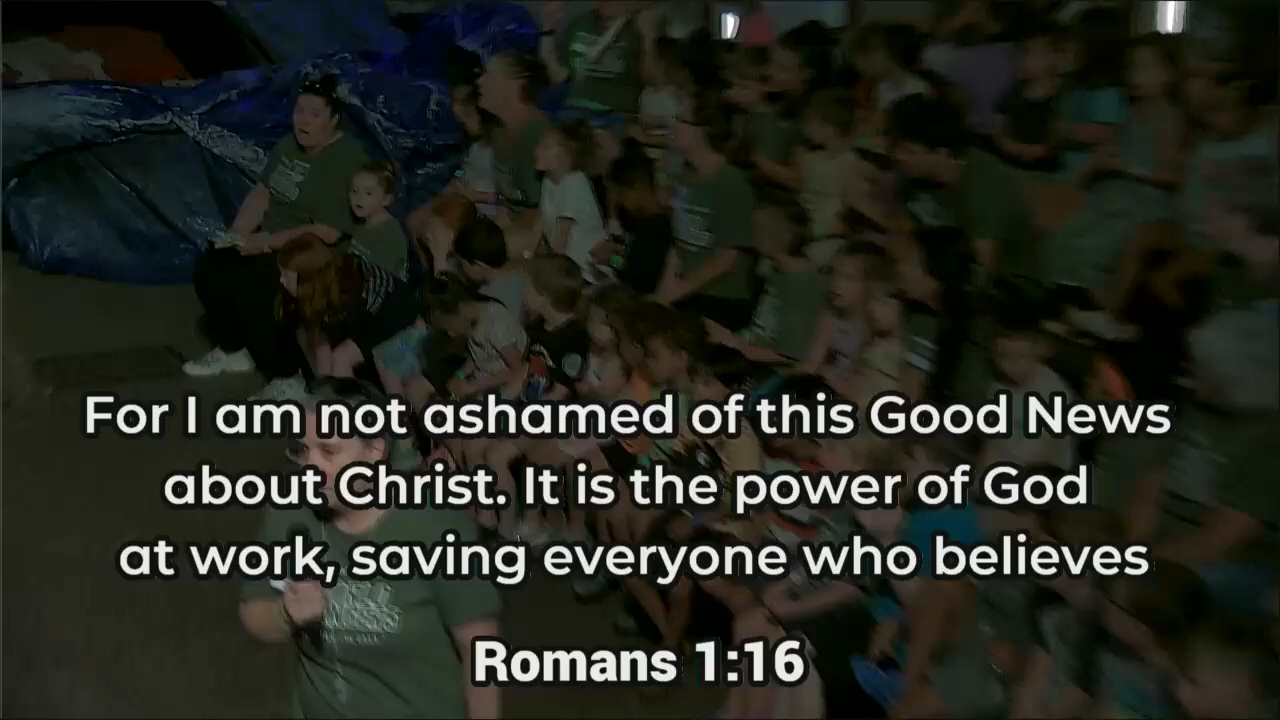 For I am not ashamed of this Good News
about Christ. It is the power of God
at work, saving everyone who believes
Romans 1:16